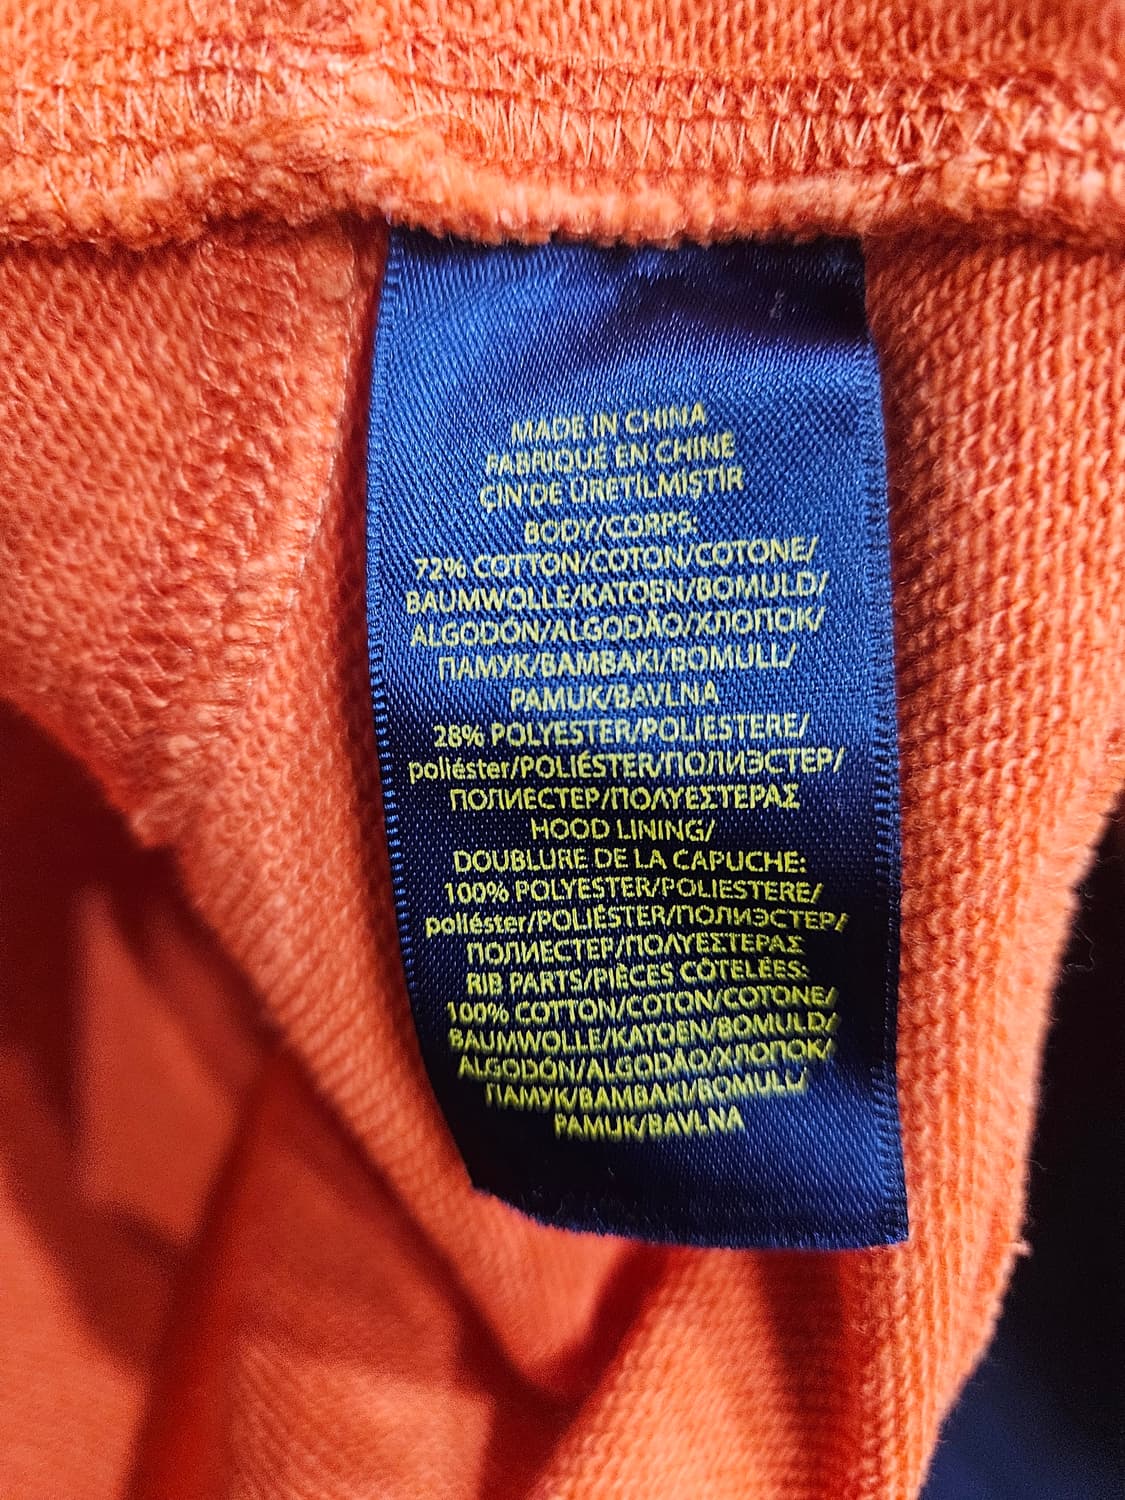 MADE IN CHINA
FABRIQUÉ EN CHINE
ÇİN'DE ÜRETİLMİŞTİR
BODY/CORPS:
72% COTTON/COTON/COTONE/
BAUMWOLLE/KATOEN/BOMULD/
ALGODÓN/ALGODÃO/ХЛОПОК/
ПАМУК/ΒΑΜΒΑΚΙ/BOMULL/
PAMUK/BAVLNA
28% POLYESTER/POLIESTERE/
poliéster/POLIÉSTER/ПОЛИЭСТЕР/
ПОЛИЕСТЕР/ΠΟΛΥΕΣΤΕΡΑΣ
HOOD LINING/
DOUBLURE DE LA CAPUCHE:
100% POLYESTER/POLIESTERE/
poliéster/POLIÉSTER/ПОЛИЭСТЕР/
ПОЛИЕСТЕР/ΠΟΛΥΕΣΤΕΡΑΣ
RIB PARTS/PIÈCES CÔTELÉES:
100% COTTON/COTON/COTONE/
BAUMWOLLE/KATOEN/BOMULD/
ALGODÓN/ALGODÃO/ХЛОПОК/
ПАМУК/ΒΑΜΒΑΚΙ/BOMULL/
PAMUK/BAVLNA